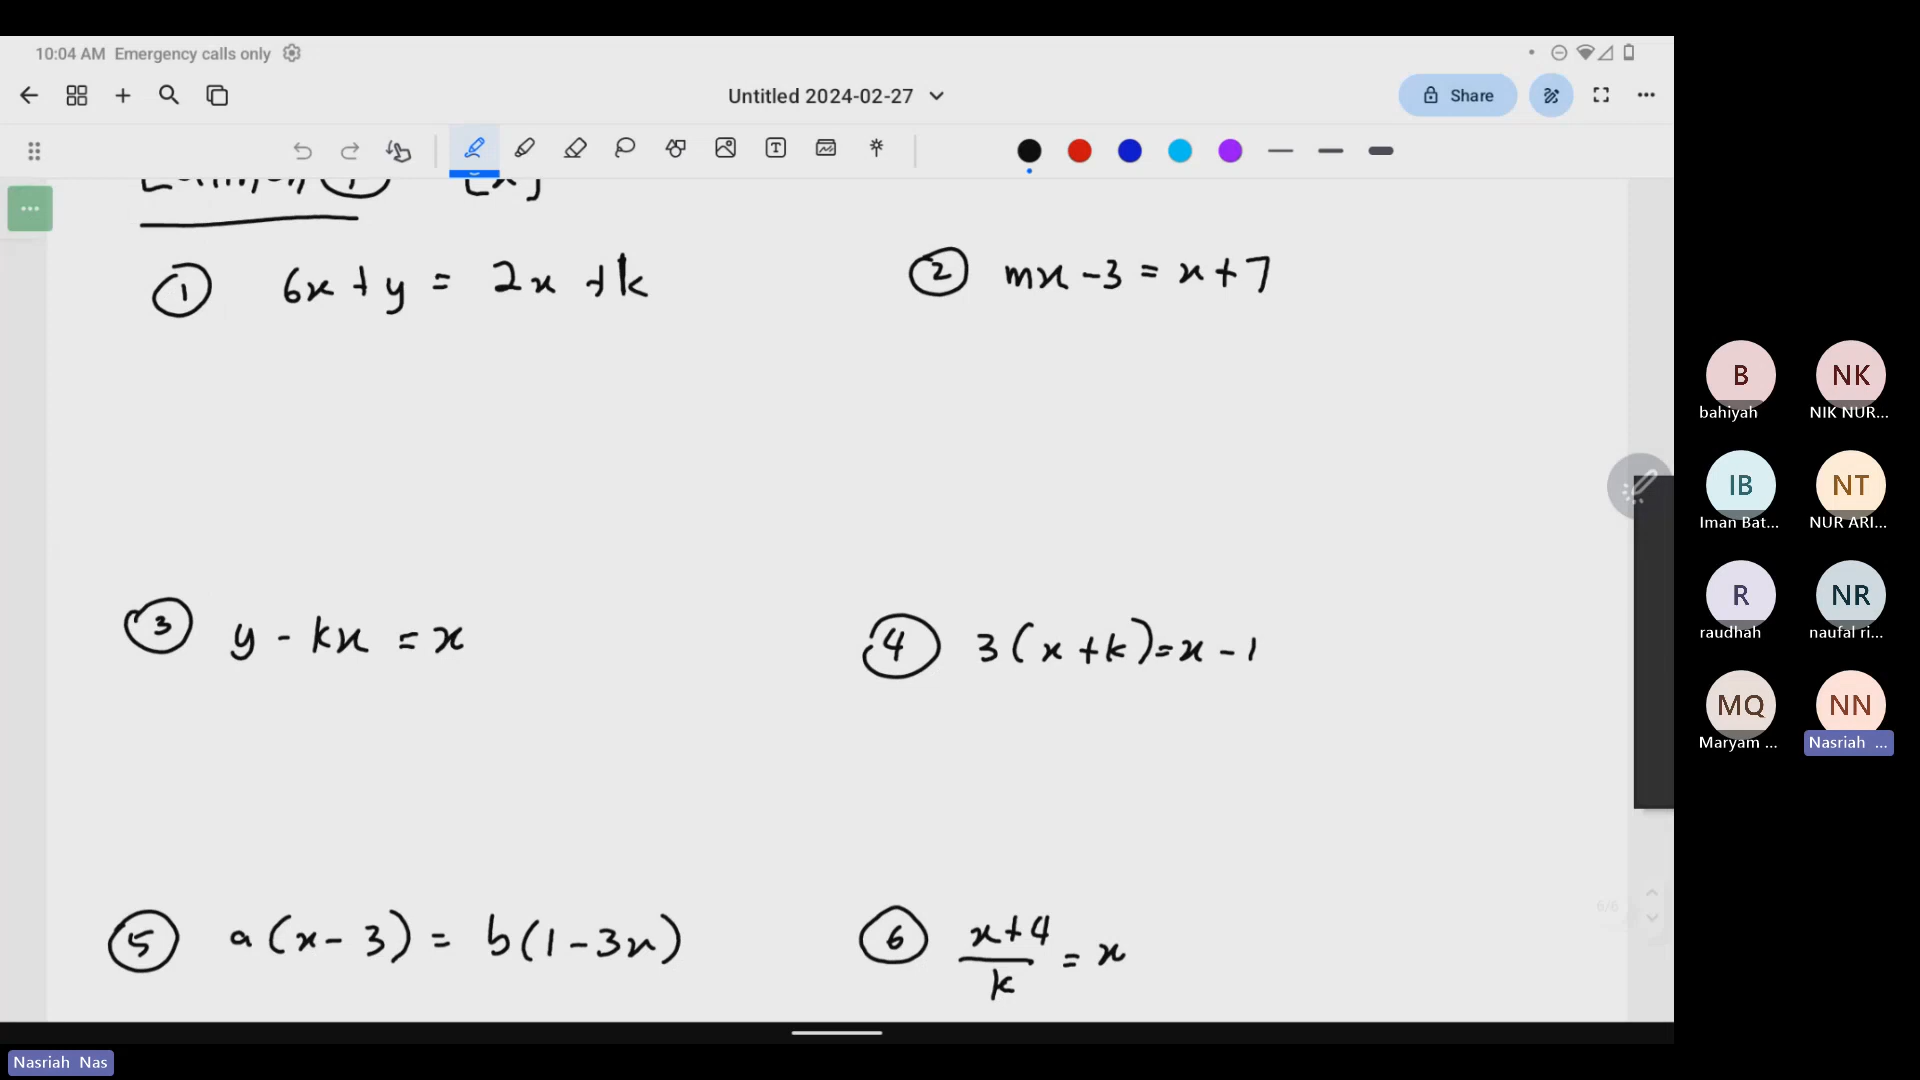 10:04 AM Emergency calls only
Untitled 2024-02-27
Share
[x]
① 6x + y = 2x + k
② mx - 3 = x + 7
③ y - kx = x
④ 3(x + k) = x - 1
⑤ a(x - 3) = b(1 - 3x)
⑥ x+4
k = x
6/6
B
bahiyah
NK
NIK NUR...
IB
Iman Bat...
NT
NUR ARI...
R
raudhah
NR
naufal ri...
MQ
Maryam ...
NN
Nasriah ...
Nasriah Nas